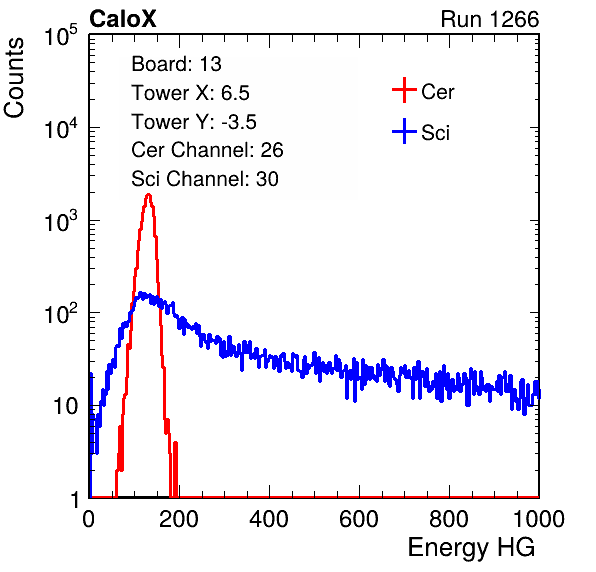 CaloX Run 1266
Counts
10^5
10^4
10^3
10^2
10
1
Board: 13
Tower X: 6.5
Tower Y: -3.5
Cer Channel: 26
Sci Channel: 30
Cer
Sci
0 200 400 600 800 1000
Energy HG